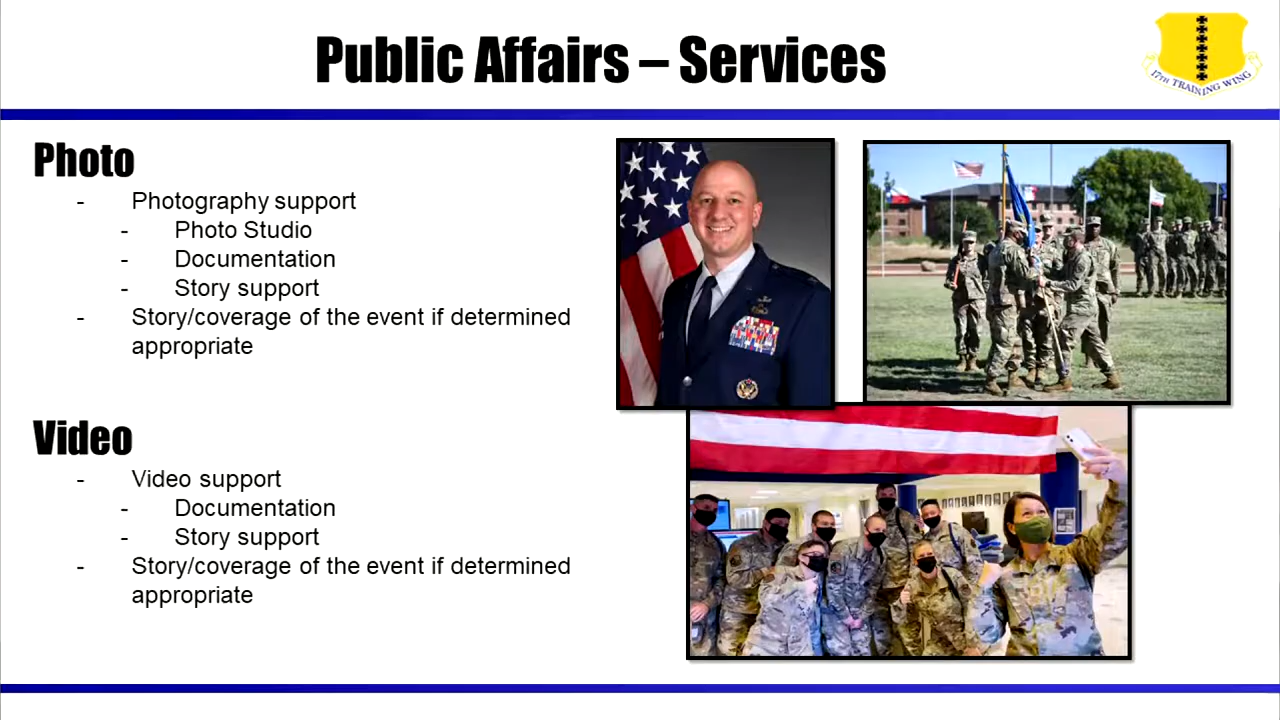 Public Affairs – Services
17TH TRAINING WING
Photo
- Photography support
- Photo Studio
- Documentation
- Story support
- Story/coverage of the event if determined
appropriate
Video
- Video support
- Documentation
- Story support
- Story/coverage of the event if determined
appropriate